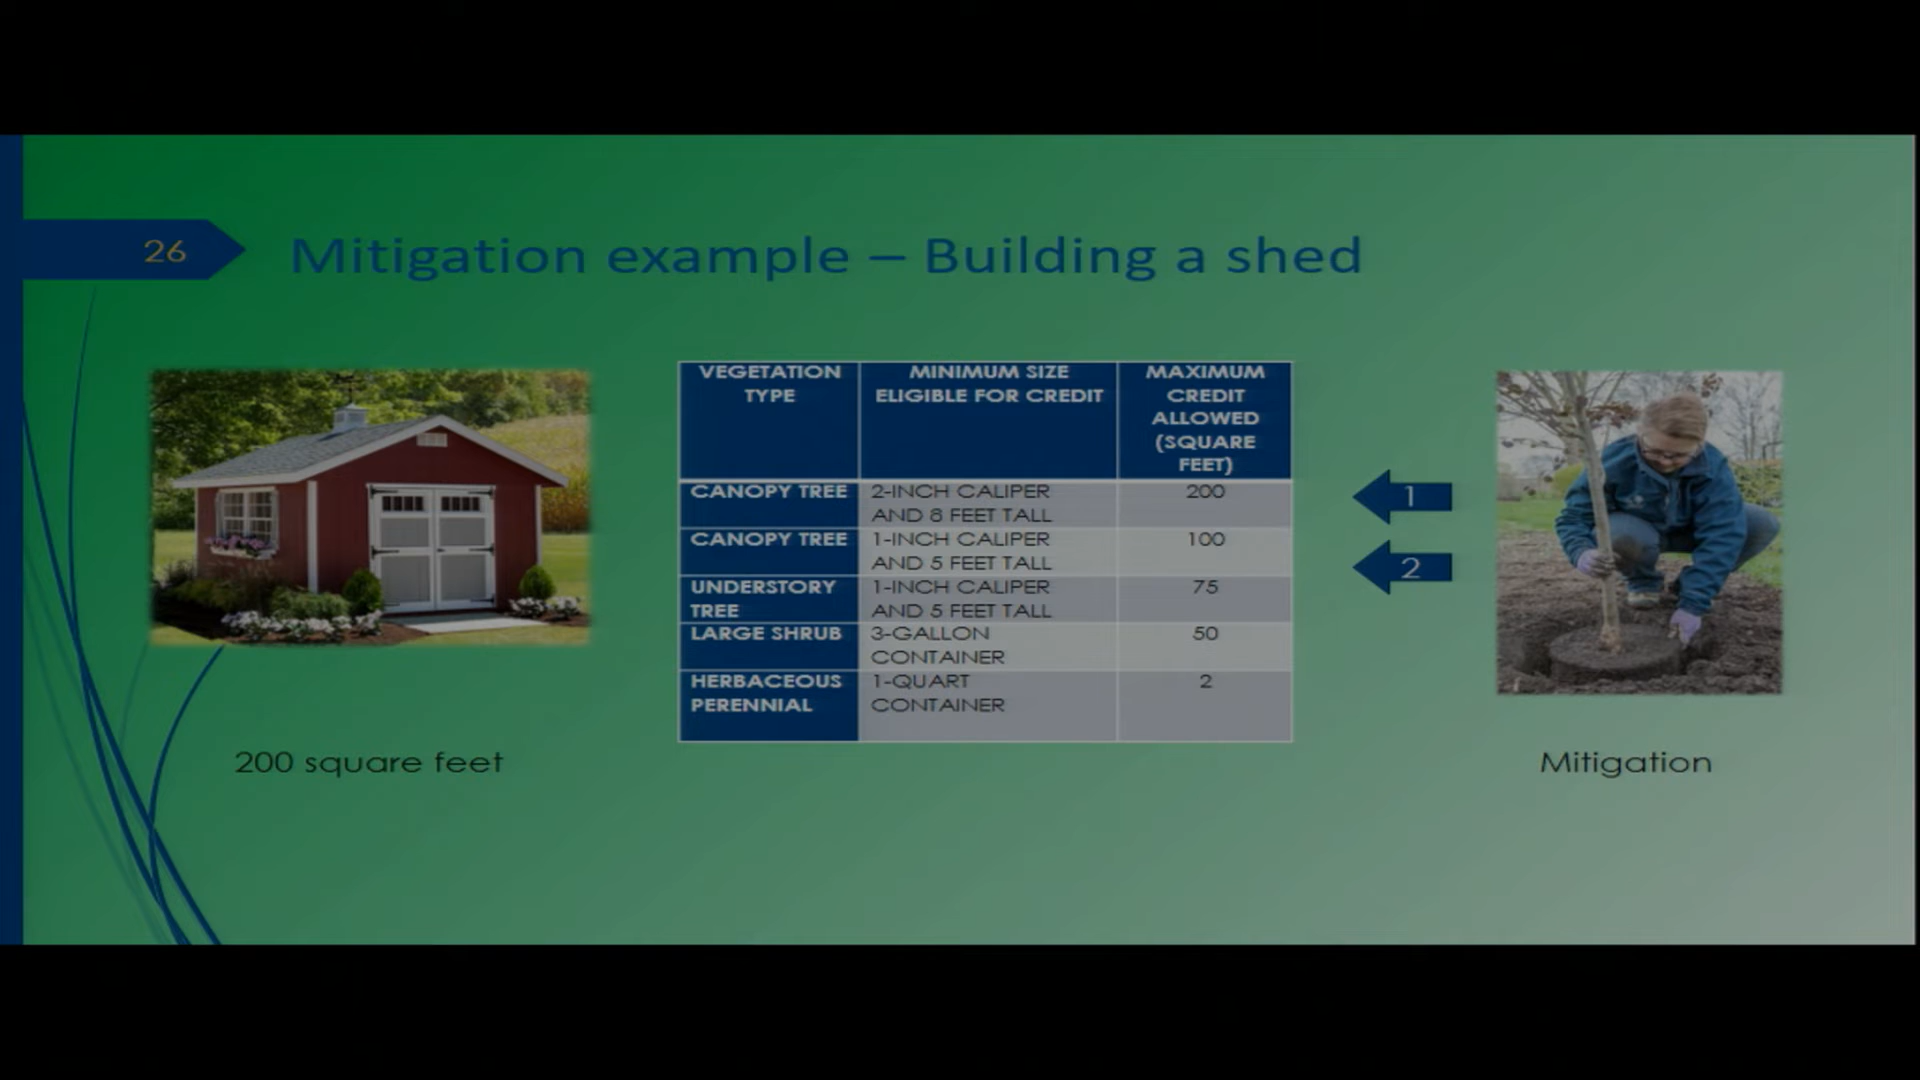 26
Mitigation example – Building a shed
VEGETATION
TYPE
MINIMUM SIZE
ELIGIBLE FOR CREDIT
MAXIMUM
CREDIT
ALLOWED
(SQUARE
FEET)
CANOPY TREE
2-INCH CALIPER
AND 8 FEET TALL
200
CANOPY TREE
1-INCH CALIPER
AND 5 FEET TALL
100
UNDERSTORY
TREE
1-INCH CALIPER
AND 5 FEET TALL
75
LARGE SHRUB
3-GALLON
CONTAINER
50
HERBACEOUS
PERENNIAL
1-QUART
CONTAINER
2
1
2
200 square feet
Mitigation